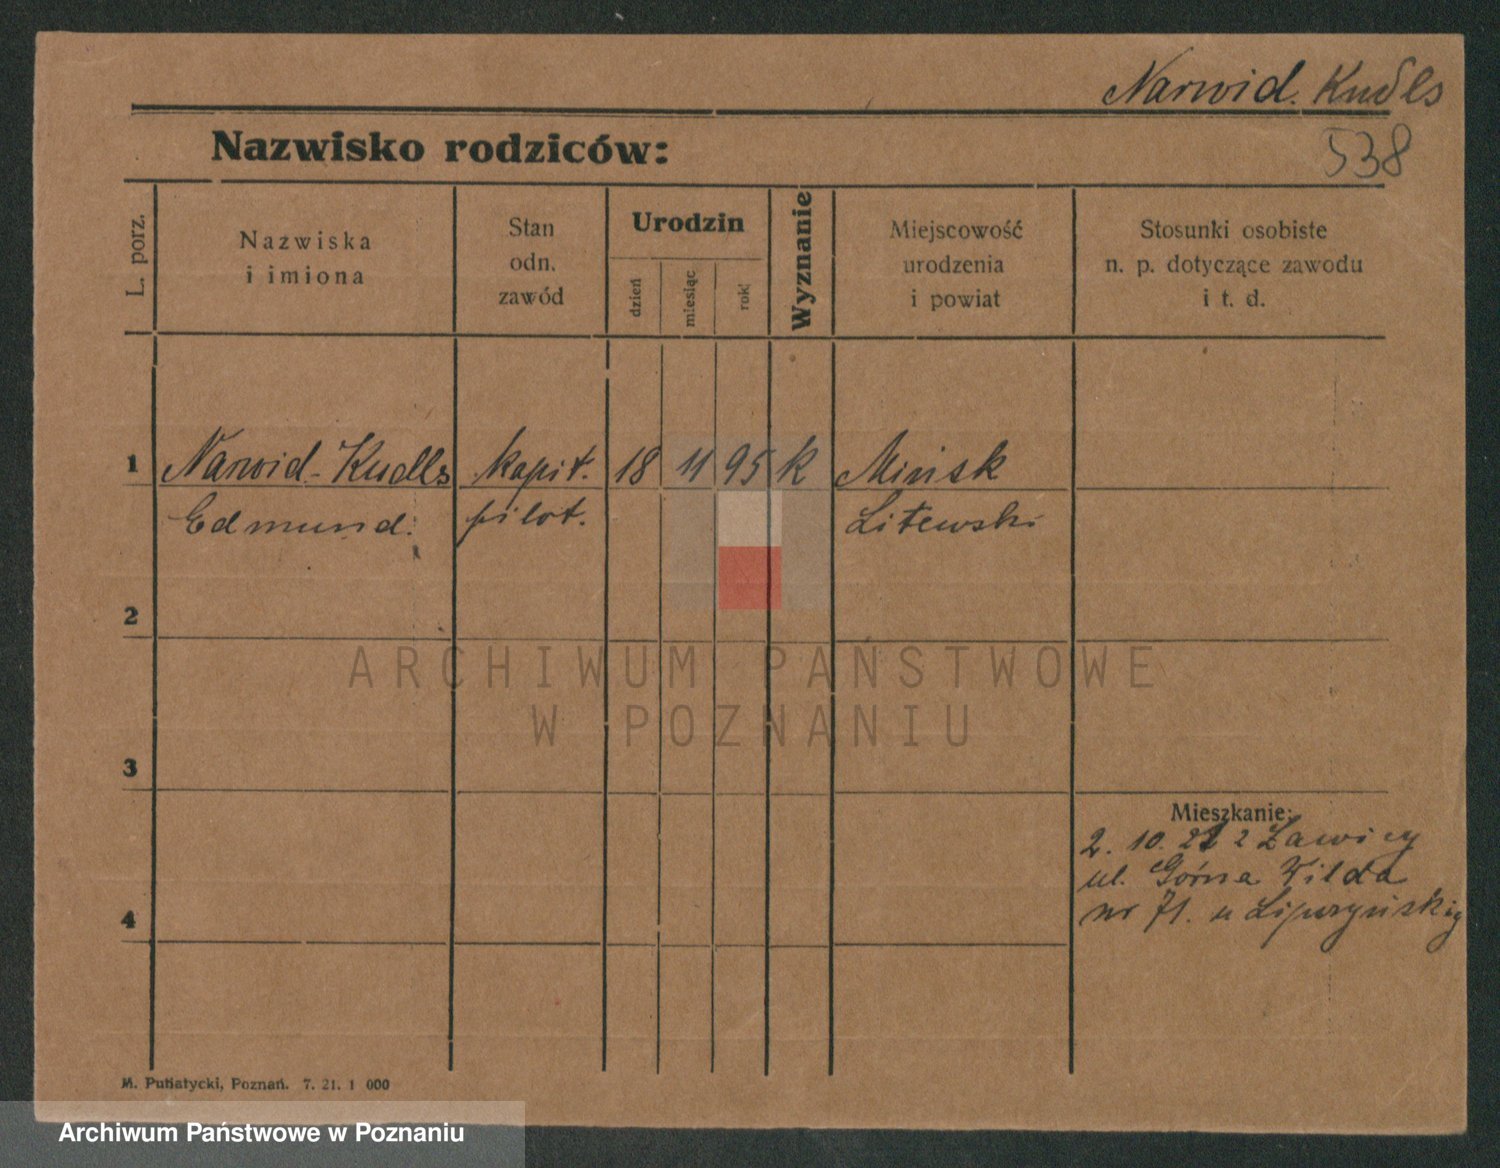 Narwid. Kudls
Nazwisko rodziców:
538
L. porz.
Nazwiska
i imiona
Stan
odn.
zawód
Urodzin
dzień
miesiąc
rok
Wyznanie
Miejscowość
urodzenia
i powiat
Stosunki osobiste
n. p. dotyczące zawodu
i t. d.
1 Narwid-Kudls kapit. 18 11 95 k Mińsk
Edmund. pilot. Litewski
2
ARCHIWUM PAŃSTWOWE
W POZNANIU
3
Mieszkanie:
2. 10. 21 z Ławicy
ul. Górna Wilda
4 nr 71. u
M. Putiatycki, Poznań. 7. 21. 1 000
Archiwum Państwowe w Poznaniu